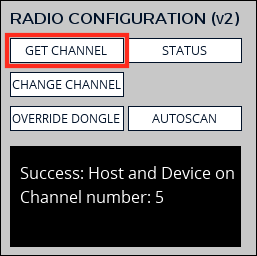 RADIO CONFIGURATION (v2)
GET CHANNEL
STATUS
CHANGE CHANNEL
OVERRIDE DONGLE
AUTOSCAN
Success: Host and Device on
Channel number: 5